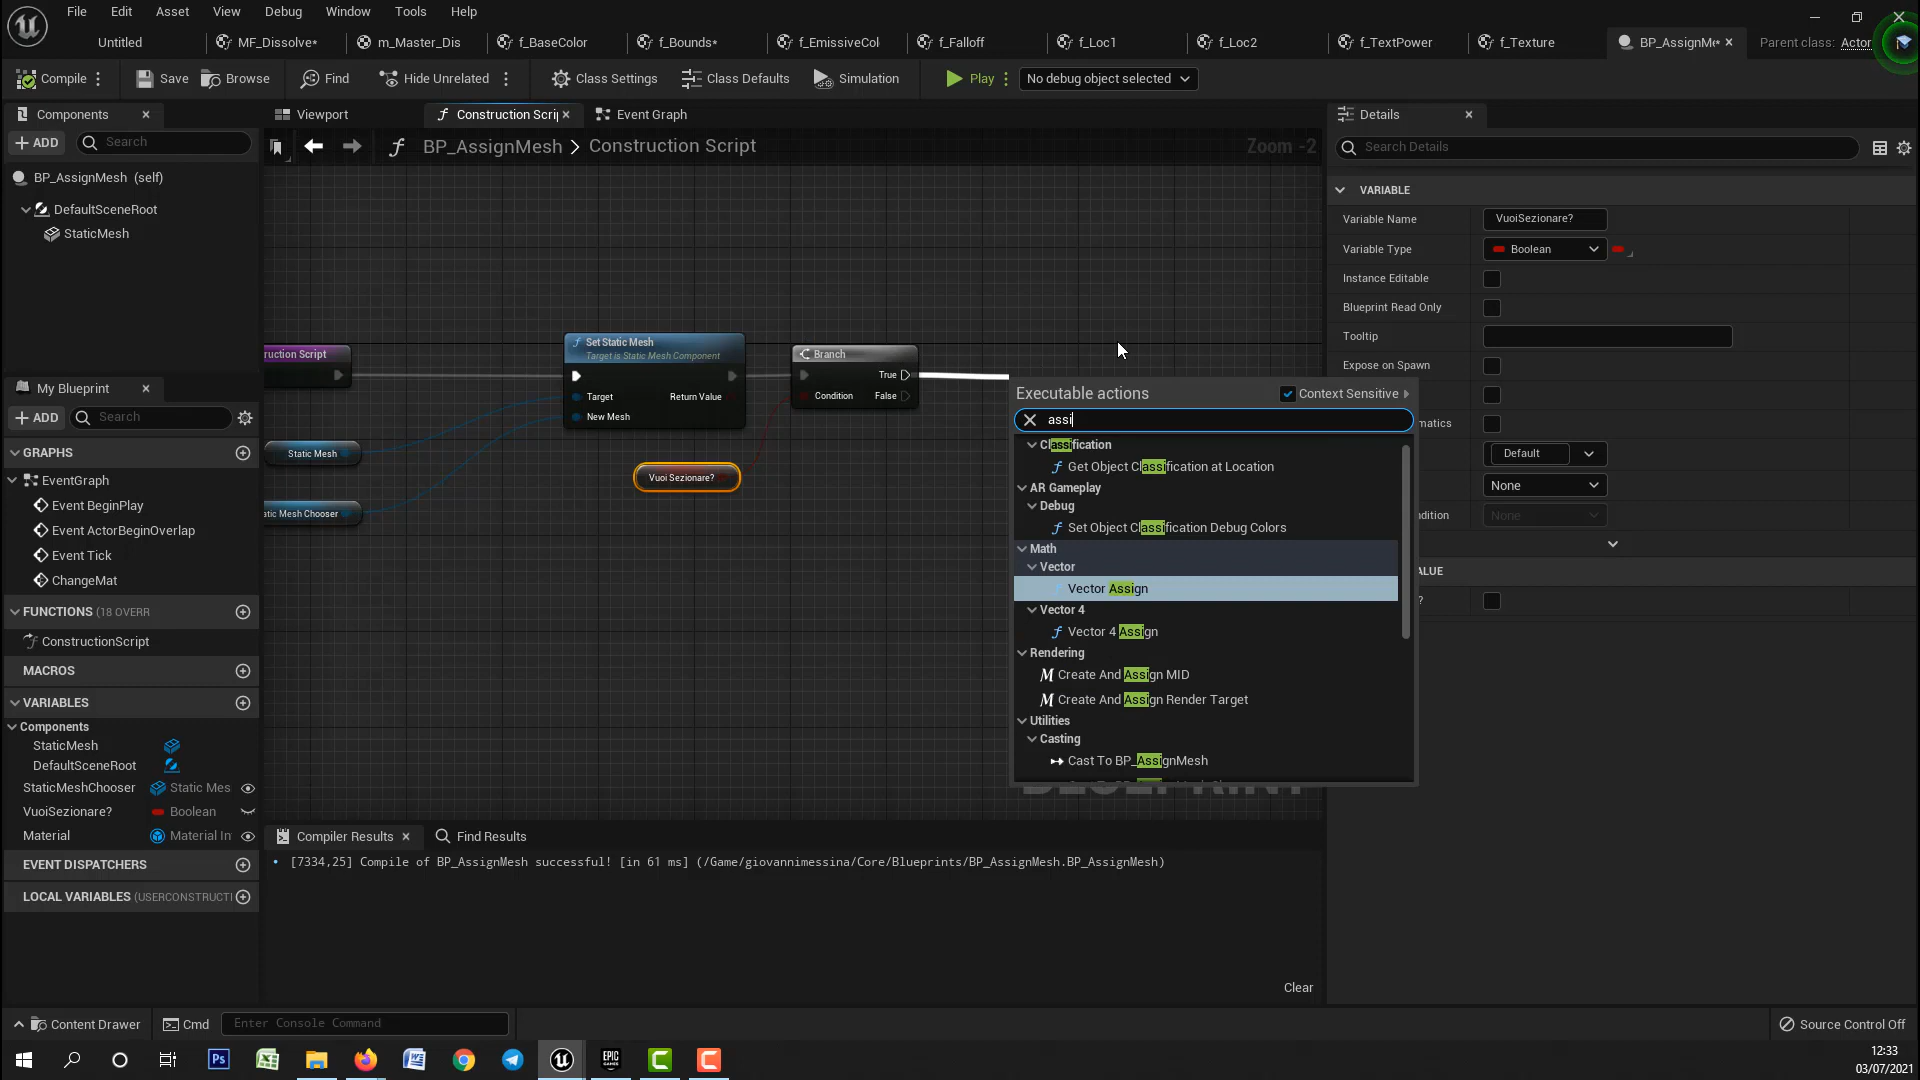 File Edit Asset View Debug Window Tools Help
Untitled MF_Dissolve* m_Master_Dis f_BaseColor f_Bounds* f_EmissiveCol f_Falloff f_Loc1 f_Loc2 f_TextPower f_Texture BP_AssignMe* Parent class: Actor
Compile Save Browse Find Hide Unrelated Class Settings Class Defaults Simulation Play No debug object selected
Components
ADD Search
BP_AssignMesh (self)
DefaultSceneRoot
StaticMesh
My Blueprint
ADD Search
GRAPHS
EventGraph
Event BeginPlay
Event ActorBeginOverlap
Event Tick
ChangeMat
FUNCTIONS (18 OVERR
ConstructionScript
MACROS
VARIABLES
Components
StaticMesh
DefaultSceneRoot
StaticMeshChooser Static Mes
VuoiSezionare? Boolean
Material Material In
EVENT DISPATCHERS
LOCAL VARIABLES (USERCONSTRUCTI
Viewport Construction Scrip Event Graph
BP_AssignMesh > Construction Script Zoom -2
ruction Script
Set Static Mesh
Target is Static Mesh Component
Target Return Value
New Mesh
Branch
True
Condition False
Static Mesh
atic Mesh Chooser
Vuoi Sezionare?
Executable actions Context Sensitive
assi
Classification
Get Object Classification at Location
AR Gameplay
Debug
Set Object Classification Debug Colors
Math
Vector
Vector Assign
Vector 4
Vector 4 Assign
Rendering
Create And Assign MID
Create And Assign Render Target
Utilities
Casting
Cast To BP_AssignMesh
BLUEPRINT
Compiler Results Find Results
[7334,25] Compile of BP_AssignMesh successful! [in 61 ms] (/Game/giovannimessina/Core/Blueprints/BP_AssignMesh.BP_AssignMesh)
Clear
Details
Search Details
VARIABLE
Variable Name VuoiSezionare?
Variable Type Boolean
Instance Editable
Blueprint Read Only
Tooltip
Expose on Spawn
matics
Default
None
ndition None
ALUE
?
Content Drawer Cmd Enter Console Command Source Control Off
12:33
03/07/2021